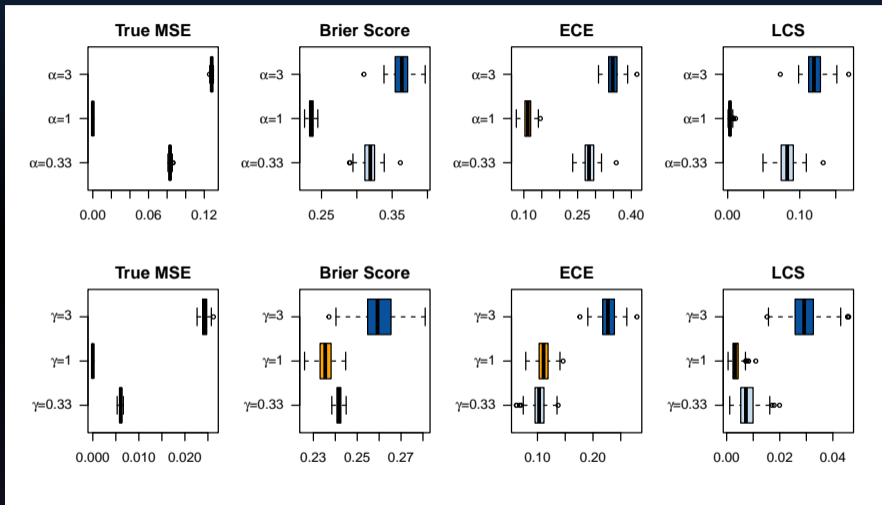 True MSE
α=3
α=1
α=0.33
0.00 0.06 0.12
Brier Score
α=3
α=1
α=0.33
0.25 0.35
ECE
α=3
α=1
α=0.33
0.10 0.25 0.40
LCS
α=3
α=1
α=0.33
0.00 0.10
True MSE
γ=3
γ=1
γ=0.33
0.000 0.010 0.020
Brier Score
γ=3
γ=1
γ=0.33
0.23 0.25 0.27
ECE
γ=3
γ=1
γ=0.33
0.10 0.20
LCS
γ=3
γ=1
γ=0.33
0.00 0.02 0.04